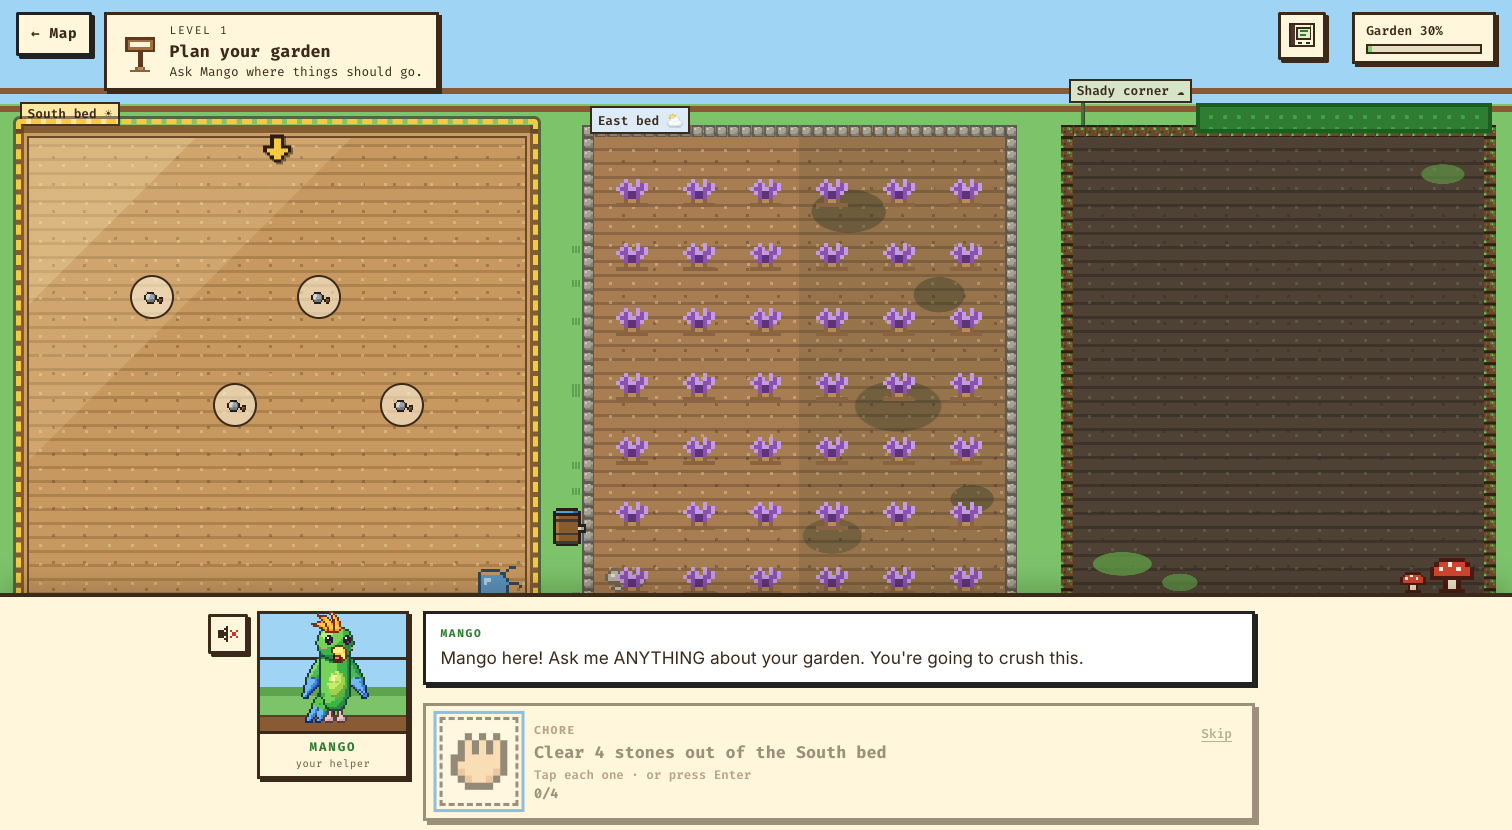 ← Map
LEVEL 1
Plan your garden
Ask Mango where things should go.
Garden 30%
South bed ☀
East bed ⛅
Shady corner ☁
MANGO
your helper
MANGO
Mango here! Ask me ANYTHING about your garden. You're going to crush this.
CHORE
Clear 4 stones out of the South bed
Tap each one · or press Enter
0/4
Skip